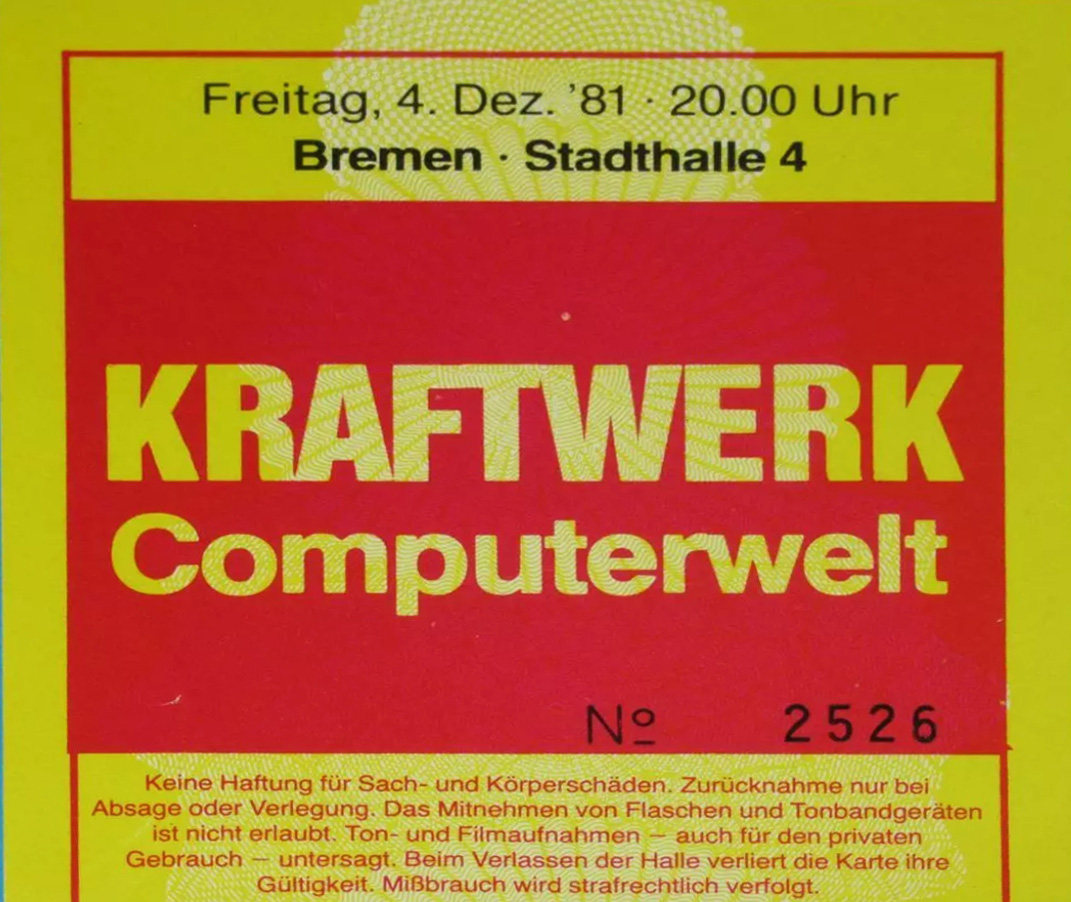 Freitag, 4. Dez. '81 · 20.00 Uhr
Bremen · Stadthalle 4
KRAFTWERK
Computerwelt
Nº 2526
Keine Haftung für Sach- und Körperschäden. Zurücknahme nur bei
Absage oder Verlegung. Das Mitnehmen von Flaschen und Tonbandgeräten
ist nicht erlaubt. Ton- und Filmaufnahmen – auch für den privaten
Gebrauch – untersagt. Beim Verlassen der Halle verliert die Karte ihre
Gültigkeit. Mißbrauch wird strafrechtlich verfolgt.